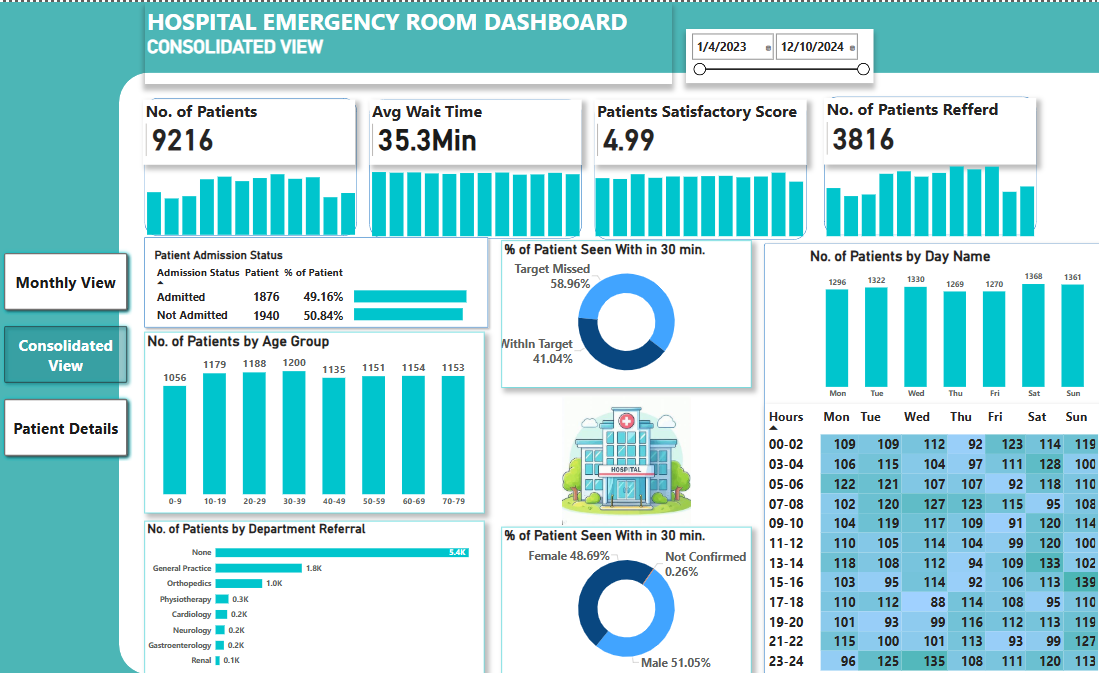 HOSPITAL EMERGENCY ROOM DASHBOARD
CONSOLIDATED VIEW
1/4/2023 12/10/2024
No. of Patients
9216
Avg Wait Time
35.3Min
Patients Satisfactory Score
4.99
No. of Patients Refferd
3816
Monthly View
Consolidated
View
Patient Details
Patient Admission Status
Admission Status Patient % of Patient
Admitted 1876 49.16%
Not Admitted 1940 50.84%
No. of Patients by Age Group
1056 1179 1188 1200 1135 1151 1154 1153
0-9 10-19 20-29 30-39 40-49 50-59 60-69 70-79
No. of Patients by Department Referral
None 5.4K
General Practice 1.8K
Orthopedics 1.0K
Physiotherapy 0.3K
Cardiology 0.2K
Neurology 0.2K
Gastroenterology 0.2K
Renal 0.1K
% of Patient Seen With in 30 min.
Target Missed
58.96%
WithIn Target
41.04%
HOSPITAL
% of Patient Seen With in 30 min.
Female 48.69%
Not Confirmed
0.26%
Male 51.05%
No. of Patients by Day Name
1296 1322 1330 1269 1270 1368 1361
Mon Tue Wed Thu Fri Sat Sun
Hours Mon Tue Wed Thu Fri Sat Sun
00-02 109 109 112 92 123 114 119
03-04 106 115 104 97 111 128 100
05-06 122 121 107 107 92 118 110
07-08 102 120 127 123 115 95 108
09-10 104 119 117 109 91 120 114
11-12 110 105 114 104 99 120 100
13-14 118 108 112 94 109 133 102
15-16 103 95 114 92 106 113 139
17-18 110 112 88 114 108 95 110
19-20 101 93 99 116 112 113 119
21-22 115 100 101 113 93 99 127
23-24 96 125 135 108 111 120 113